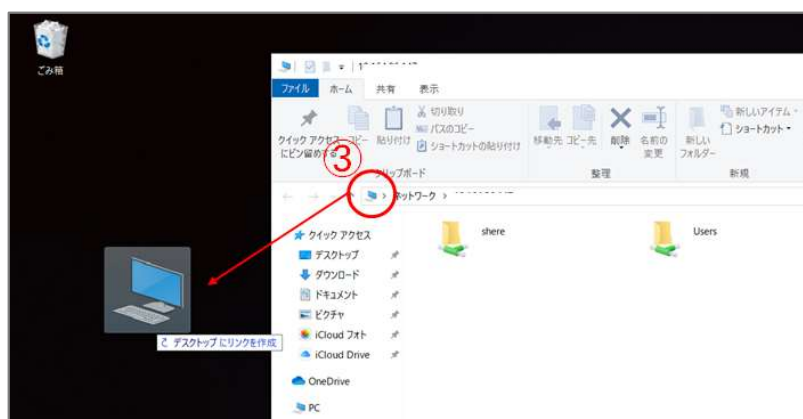 ごみ箱
ファイル ホーム 共有 表示
クイック アクセス
にピン留めする
コピー
貼り付け
切り取り
パスのコピー
ショートカットの貼り付け
クリップボード
移動先
コピー先
削除
名前の
変更
整理
新しい
フォルダー
新しいアイテム
ショートカット
新規
③
ネットワーク
クイック アクセス
デスクトップ
ダウンロード
ドキュメント
ピクチャ
iCloud フォト
iCloud Drive
OneDrive
PC
shere
Users
デスクトップ にリンクを作成